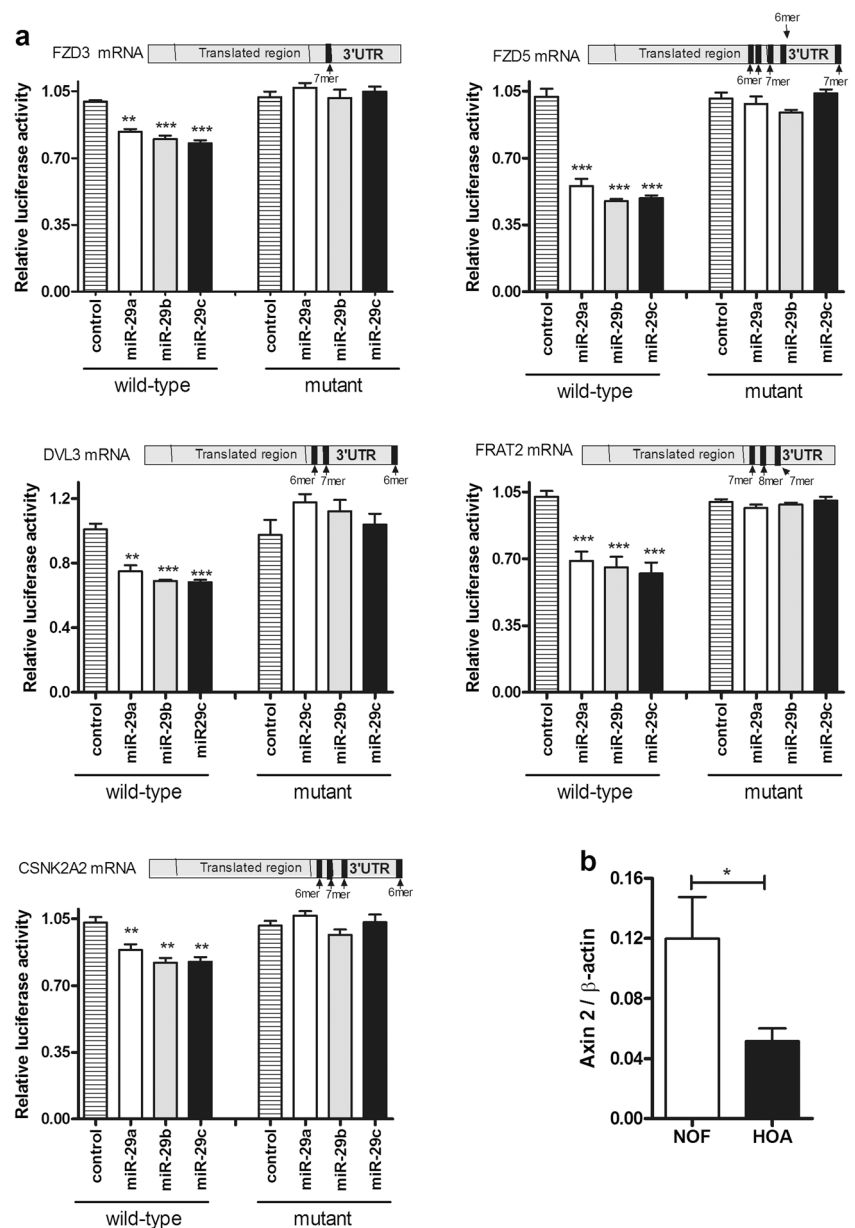 a
FZD3 mRNA
Translated region
3'UTR
7mer
Relative luciferase activity
1.05
0.70
0.35
0.00
control
miR-29a
miR-29b
miR-29c
control
miR-29a
miR-29b
miR-29c
** *** ***
wild-type
mutant
6mer
FZD5 mRNA
Translated region
3'UTR
6mer 7mer 7mer
Relative luciferase activity
1.05
0.70
0.35
0.00
*** *** ***
control
miR-29a
miR-29b
miR-29c
control
miR-29a
miR-29b
miR-29c
wild-type
mutant
DVL3 mRNA
Translated region
3'UTR
6mer 7mer 6mer
Relative luciferase activity
1.2
0.8
0.4
0.0
** *** ***
control
miR-29a
miR-29b
miR29c
control
miR-29c
miR-29b
miR-29a
wild-type
mutant
FRAT2 mRNA
Translated region
3'UTR
7mer 8mer 7mer
Relative luciferase activity
1.05
0.70
0.35
0.00
*** *** ***
control
miR-29a
miR-29b
miR-29c
control
miR-29a
miR-29b
miR-29c
wild-type
mutant
CSNK2A2 mRNA
Translated region
3'UTR
6mer 7mer 6mer
Relative luciferase activity
1.05
0.70
0.35
0.00
** ** **
control
miR-29a
miR-29b
miR-29c
control
miR-29a
miR-29b
miR-29c
wild-type
mutant
b
Axin 2 / β-actin
0.16
0.12
0.08
0.04
0.00
*
NOF
HOA